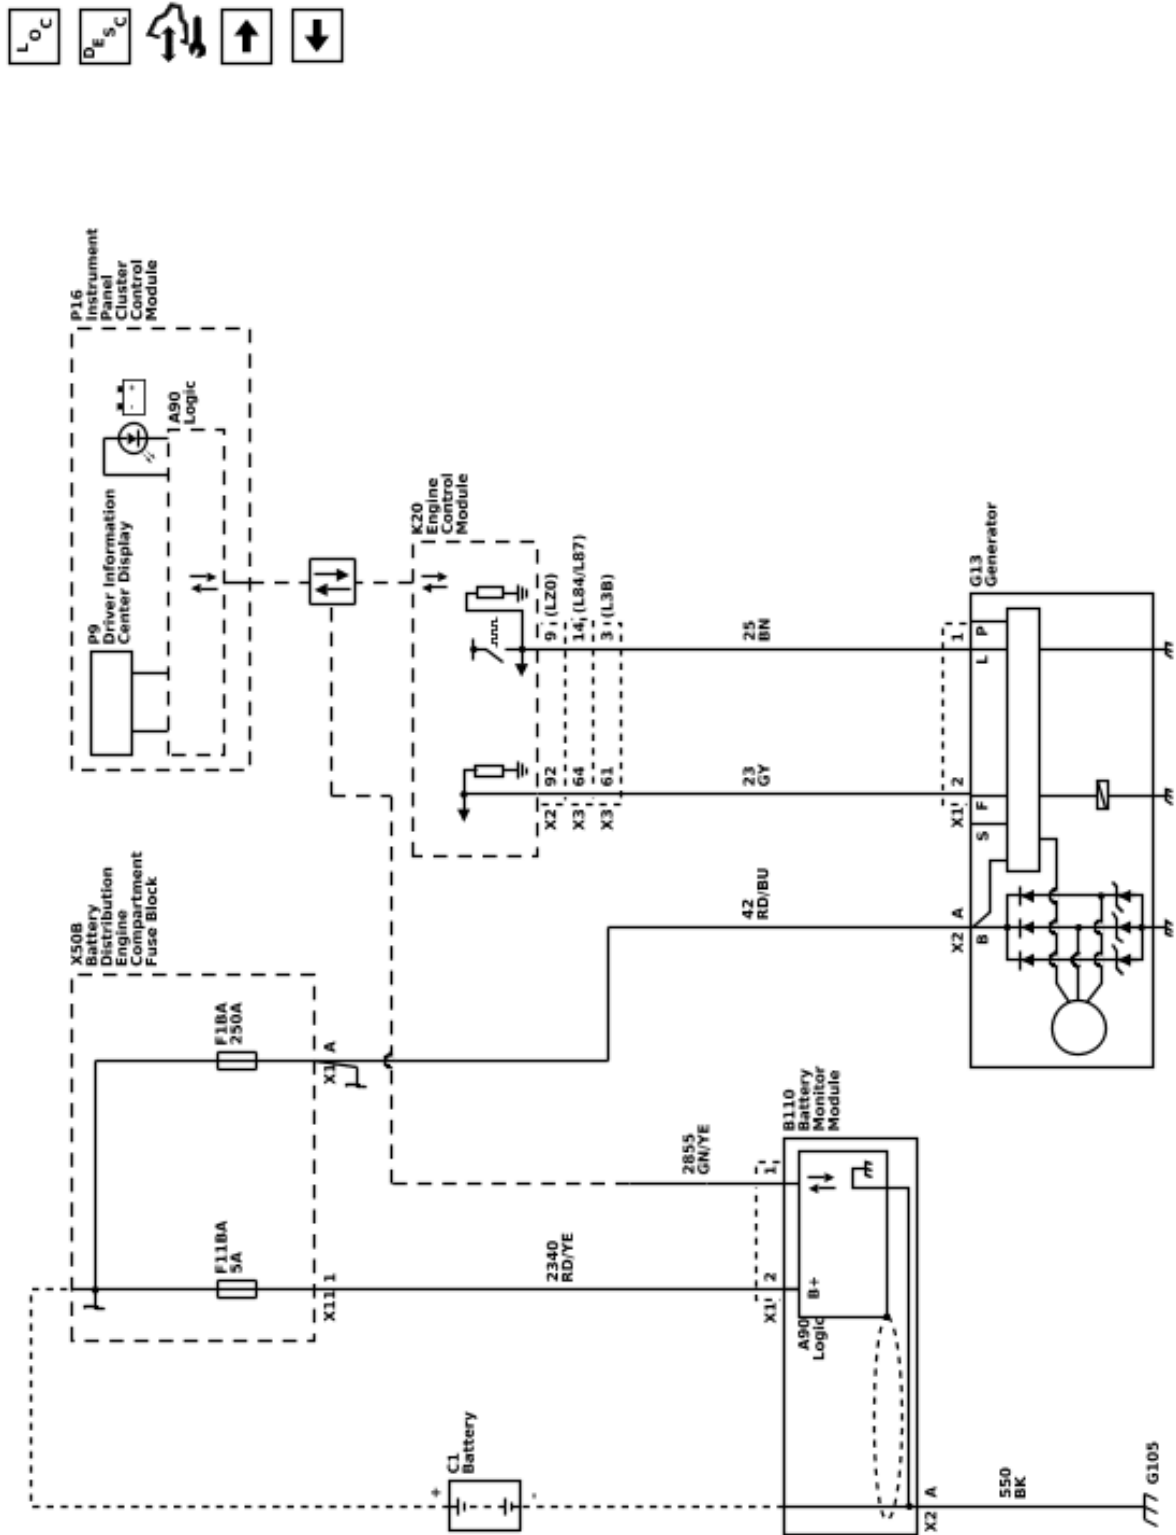 LOC
DESC
P16
Instrument
Panel
Cluster
Control
Module
P9
Driver Information
Center Display
A90
Logic
- +
K20
Engine
Control
Module
X2 92 9 (LZ0)
X3 64 14 (L84/L87)
X3 61 3 (L3B)
X50B
Battery
Distribution
Engine
Compartment
Fuse Block
F11BA
5A
F1BA
250A
X11 1
X1 A
C1
Battery
+
-
2340
RD/YE
2855
GN/YE
42
RD/BU
23
GY
25
BN
B110
Battery
Monitor
Module
X1 2 1
B+
A90
Logic
X2 A
550
BK
G105
G13
Generator
X2 A
X1 2 1
B S F L P